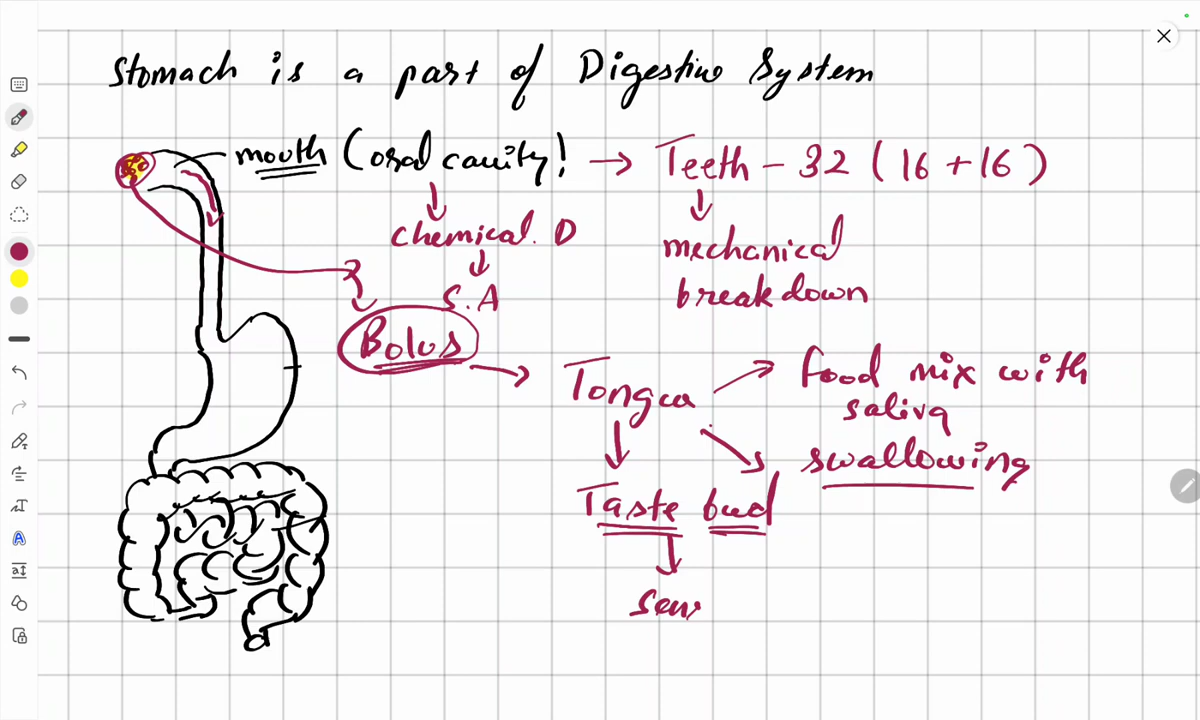 Stomach is a part of Digestive System
mouth (oral cavity! → Teeth - 32 (16 + 16)
Chemical. D
mechanical
breakdown
S.A
Bolus
Tongue
food mix with
saliva
swallowing
Taste bud
sens